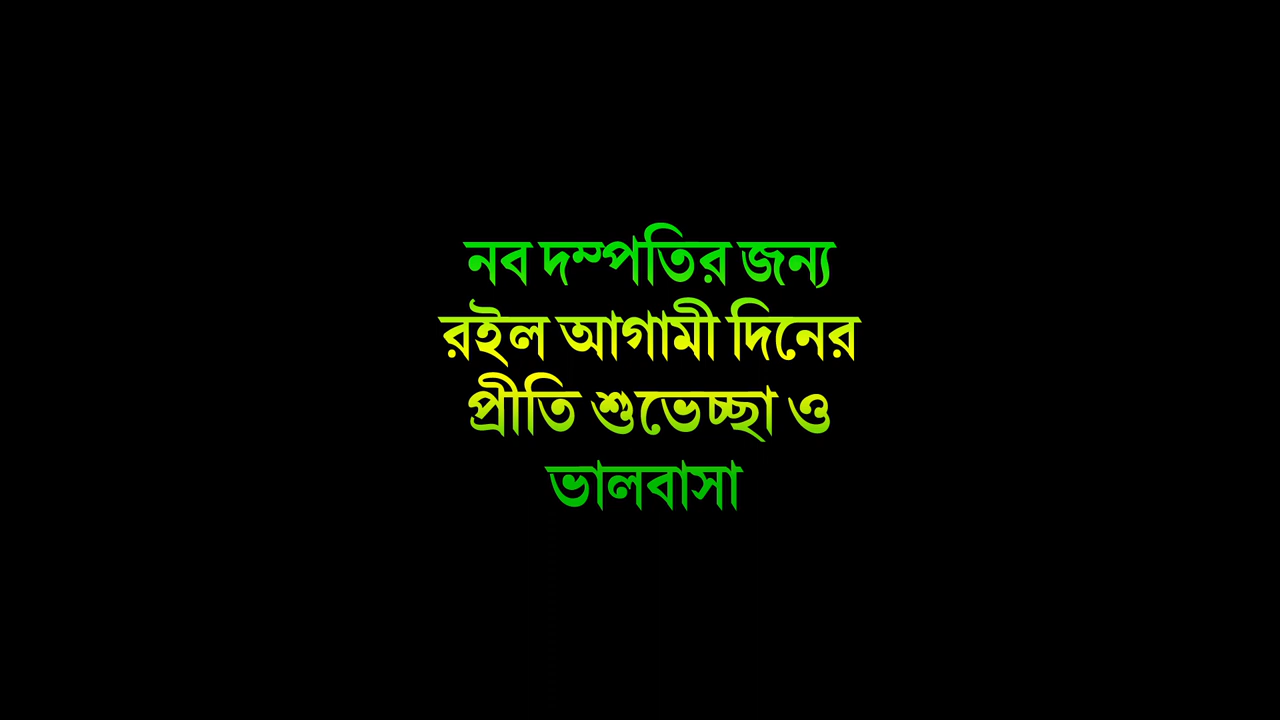 নব দম্পতির জন্য
রইল আগামী দিনের
প্রীতি শুভেচ্ছা ও
ভালবাসা